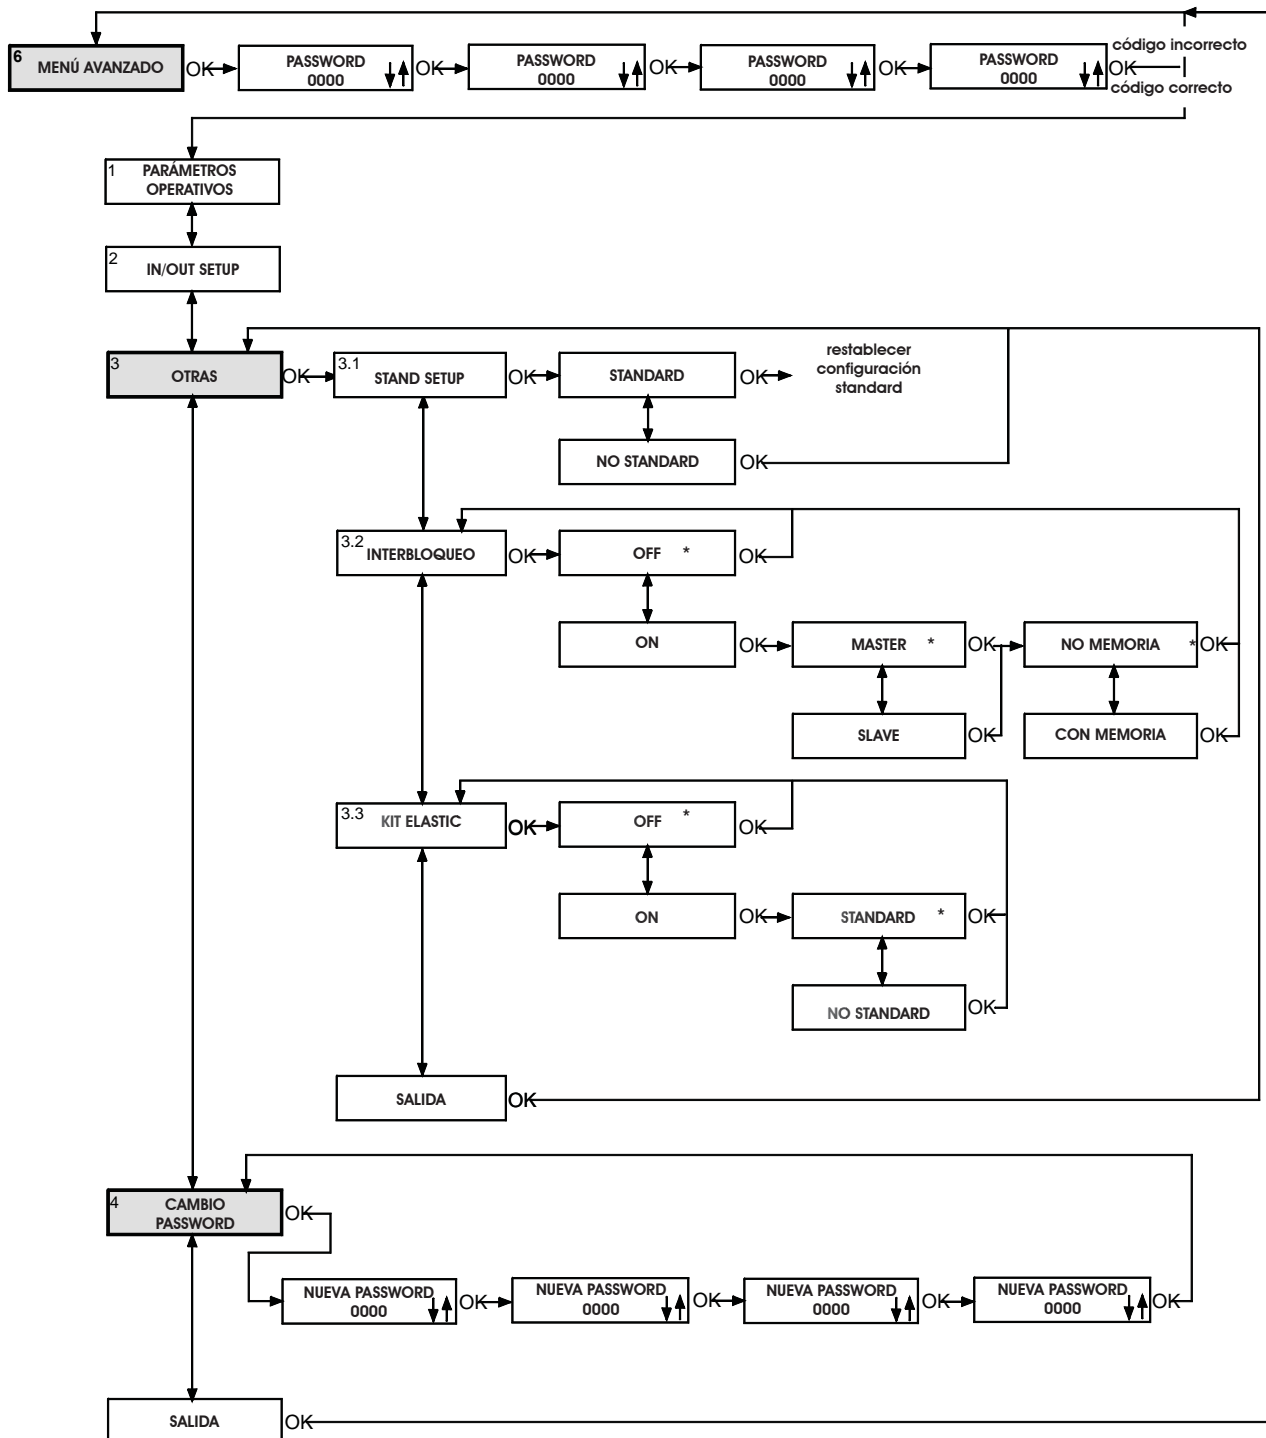 6
MENÚ AVANZADO
OK
PASSWORD
0000
OK
PASSWORD
0000
OK
PASSWORD
0000
OK
PASSWORD
0000
OK
código incorrecto
código correcto
1
PARÁMETROS
OPERATIVOS
2
IN/OUT SETUP
3
OTRAS
OK
3.1
STAND SETUP
OK
STANDARD
OK
restablecer
configuración
standard
NO STANDARD
OK
3.2
INTERBLOQUEO
OK
OFF *
OK
ON
OK
MASTER *
OK
NO MEMORIA *
OK
SLAVE
OK
CON MEMORIA
OK
3.3
KIT ELASTIC
OK
OFF *
OK
ON
OK
STANDARD *
OK
NO STANDARD
OK
SALIDA
OK
4
CAMBIO
PASSWORD
OK
NUEVA PASSWORD
0000
OK
NUEVA PASSWORD
0000
OK
NUEVA PASSWORD
0000
OK
NUEVA PASSWORD
0000
OK
SALIDA
OK